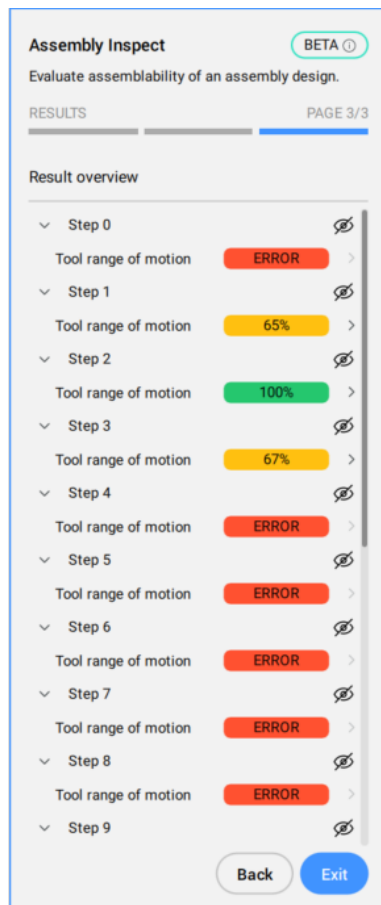 Assembly Inspect BETA
Evaluate assemblability of an assembly design.
RESULTS PAGE 3/3
Result overview
Step 0
Tool range of motion ERROR
Step 1
Tool range of motion 65%
Step 2
Tool range of motion 100%
Step 3
Tool range of motion 67%
Step 4
Tool range of motion ERROR
Step 5
Tool range of motion ERROR
Step 6
Tool range of motion ERROR
Step 7
Tool range of motion ERROR
Step 8
Tool range of motion ERROR
Step 9
Back Exit